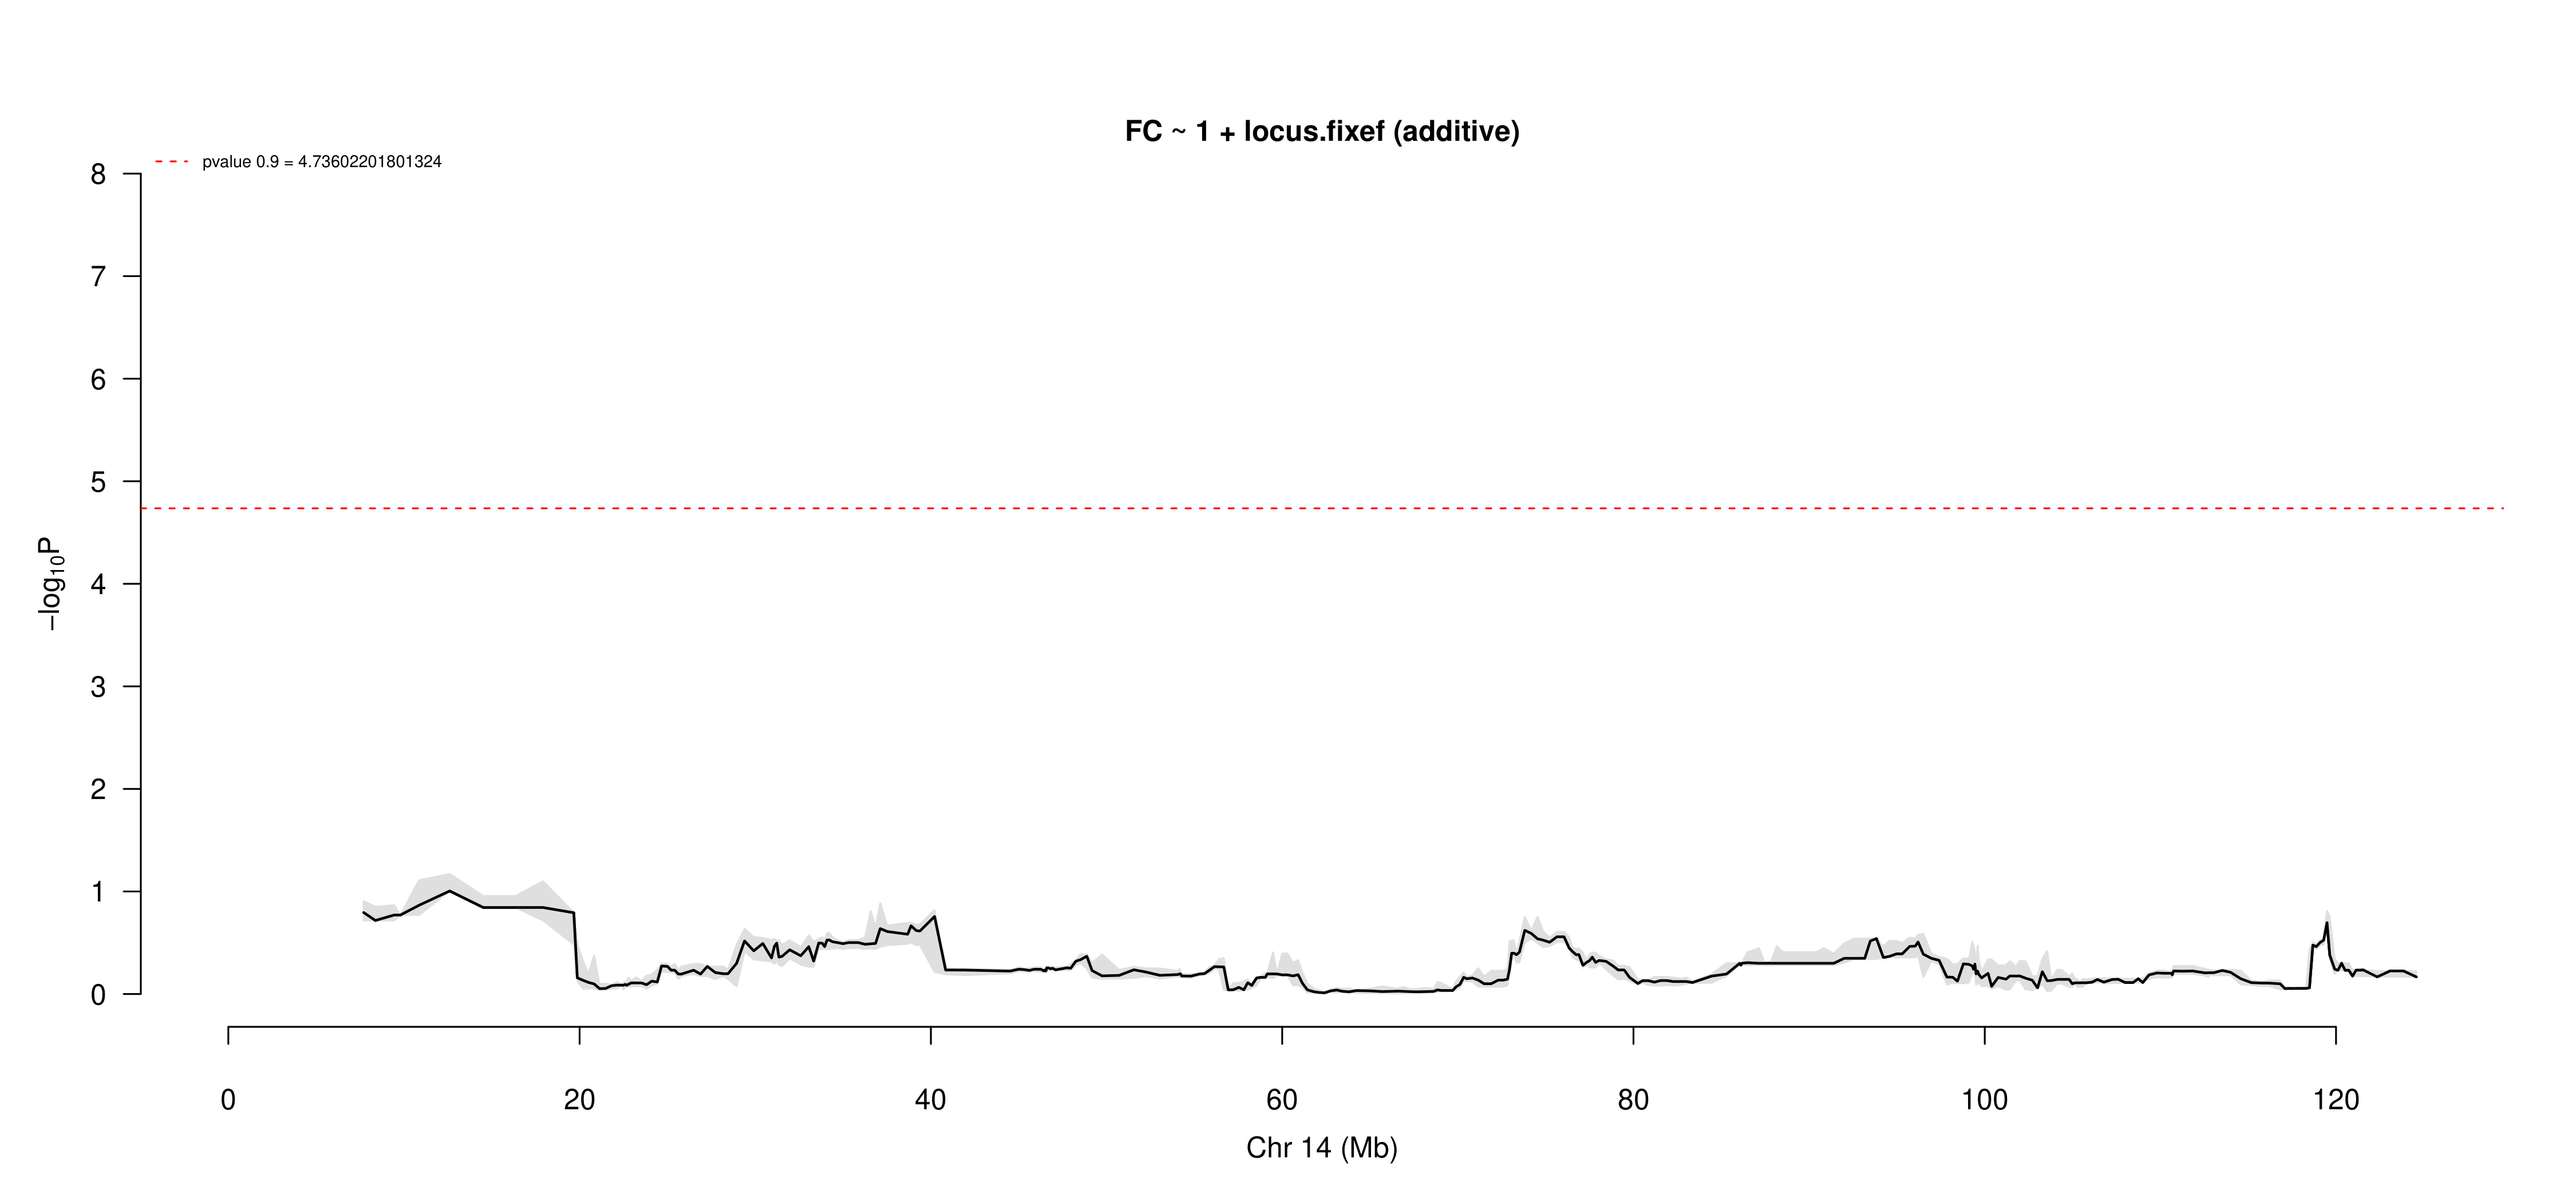 FC ~ 1 + locus.fixef (additive)
pvalue 0.9 = 4.73602201801324
8
7
6
5
4
3
2
1
0
−log10P
0 20 40 60 80 100 120
Chr 14 (Mb)